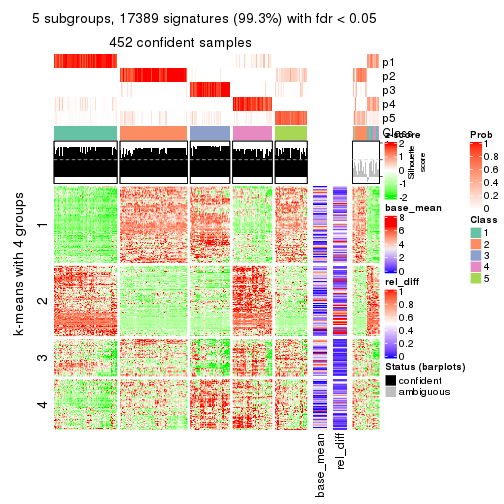 5 subgroups, 17389 signatures (99.3%) with fdr < 0.05
452 confident samples
p1
p2
p3
p4
p5
Class
Silhouette
score
k-means with 4 groups
1
2
3
4
base_mean
rel_diff
z-score
2
1
0
-1
-2
base_mean
8
6
4
2
0
rel_diff
1
0.8
0.6
0.4
0.2
0
Status (barplots)
confident
ambiguous
Prob
1
0.8
0.6
0.4
0.2
0
Class
1
2
3
4
5